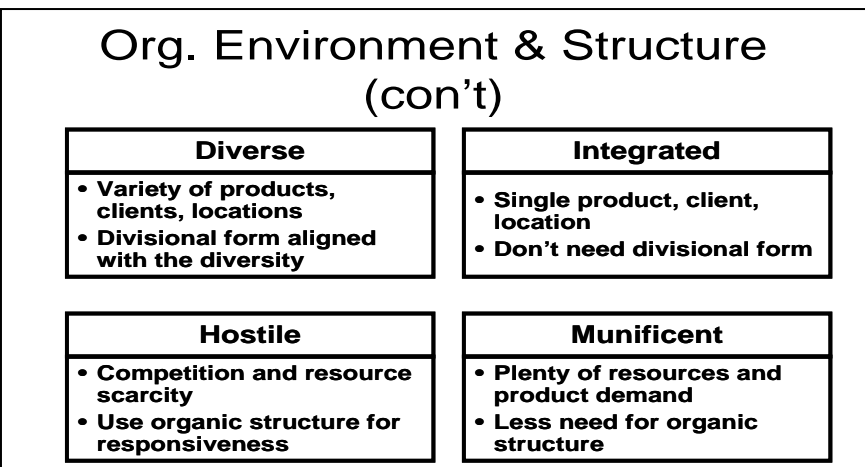 Org. Environment & Structure
(con't)
Diverse
• Variety of products,
clients, locations
• Divisional form aligned
with the diversity
Integrated
• Single product, client,
location
• Don't need divisional form
Hostile
• Competition and resource
scarcity
• Use organic structure for
responsiveness
Munificent
• Plenty of resources and
product demand
• Less need for organic
structure